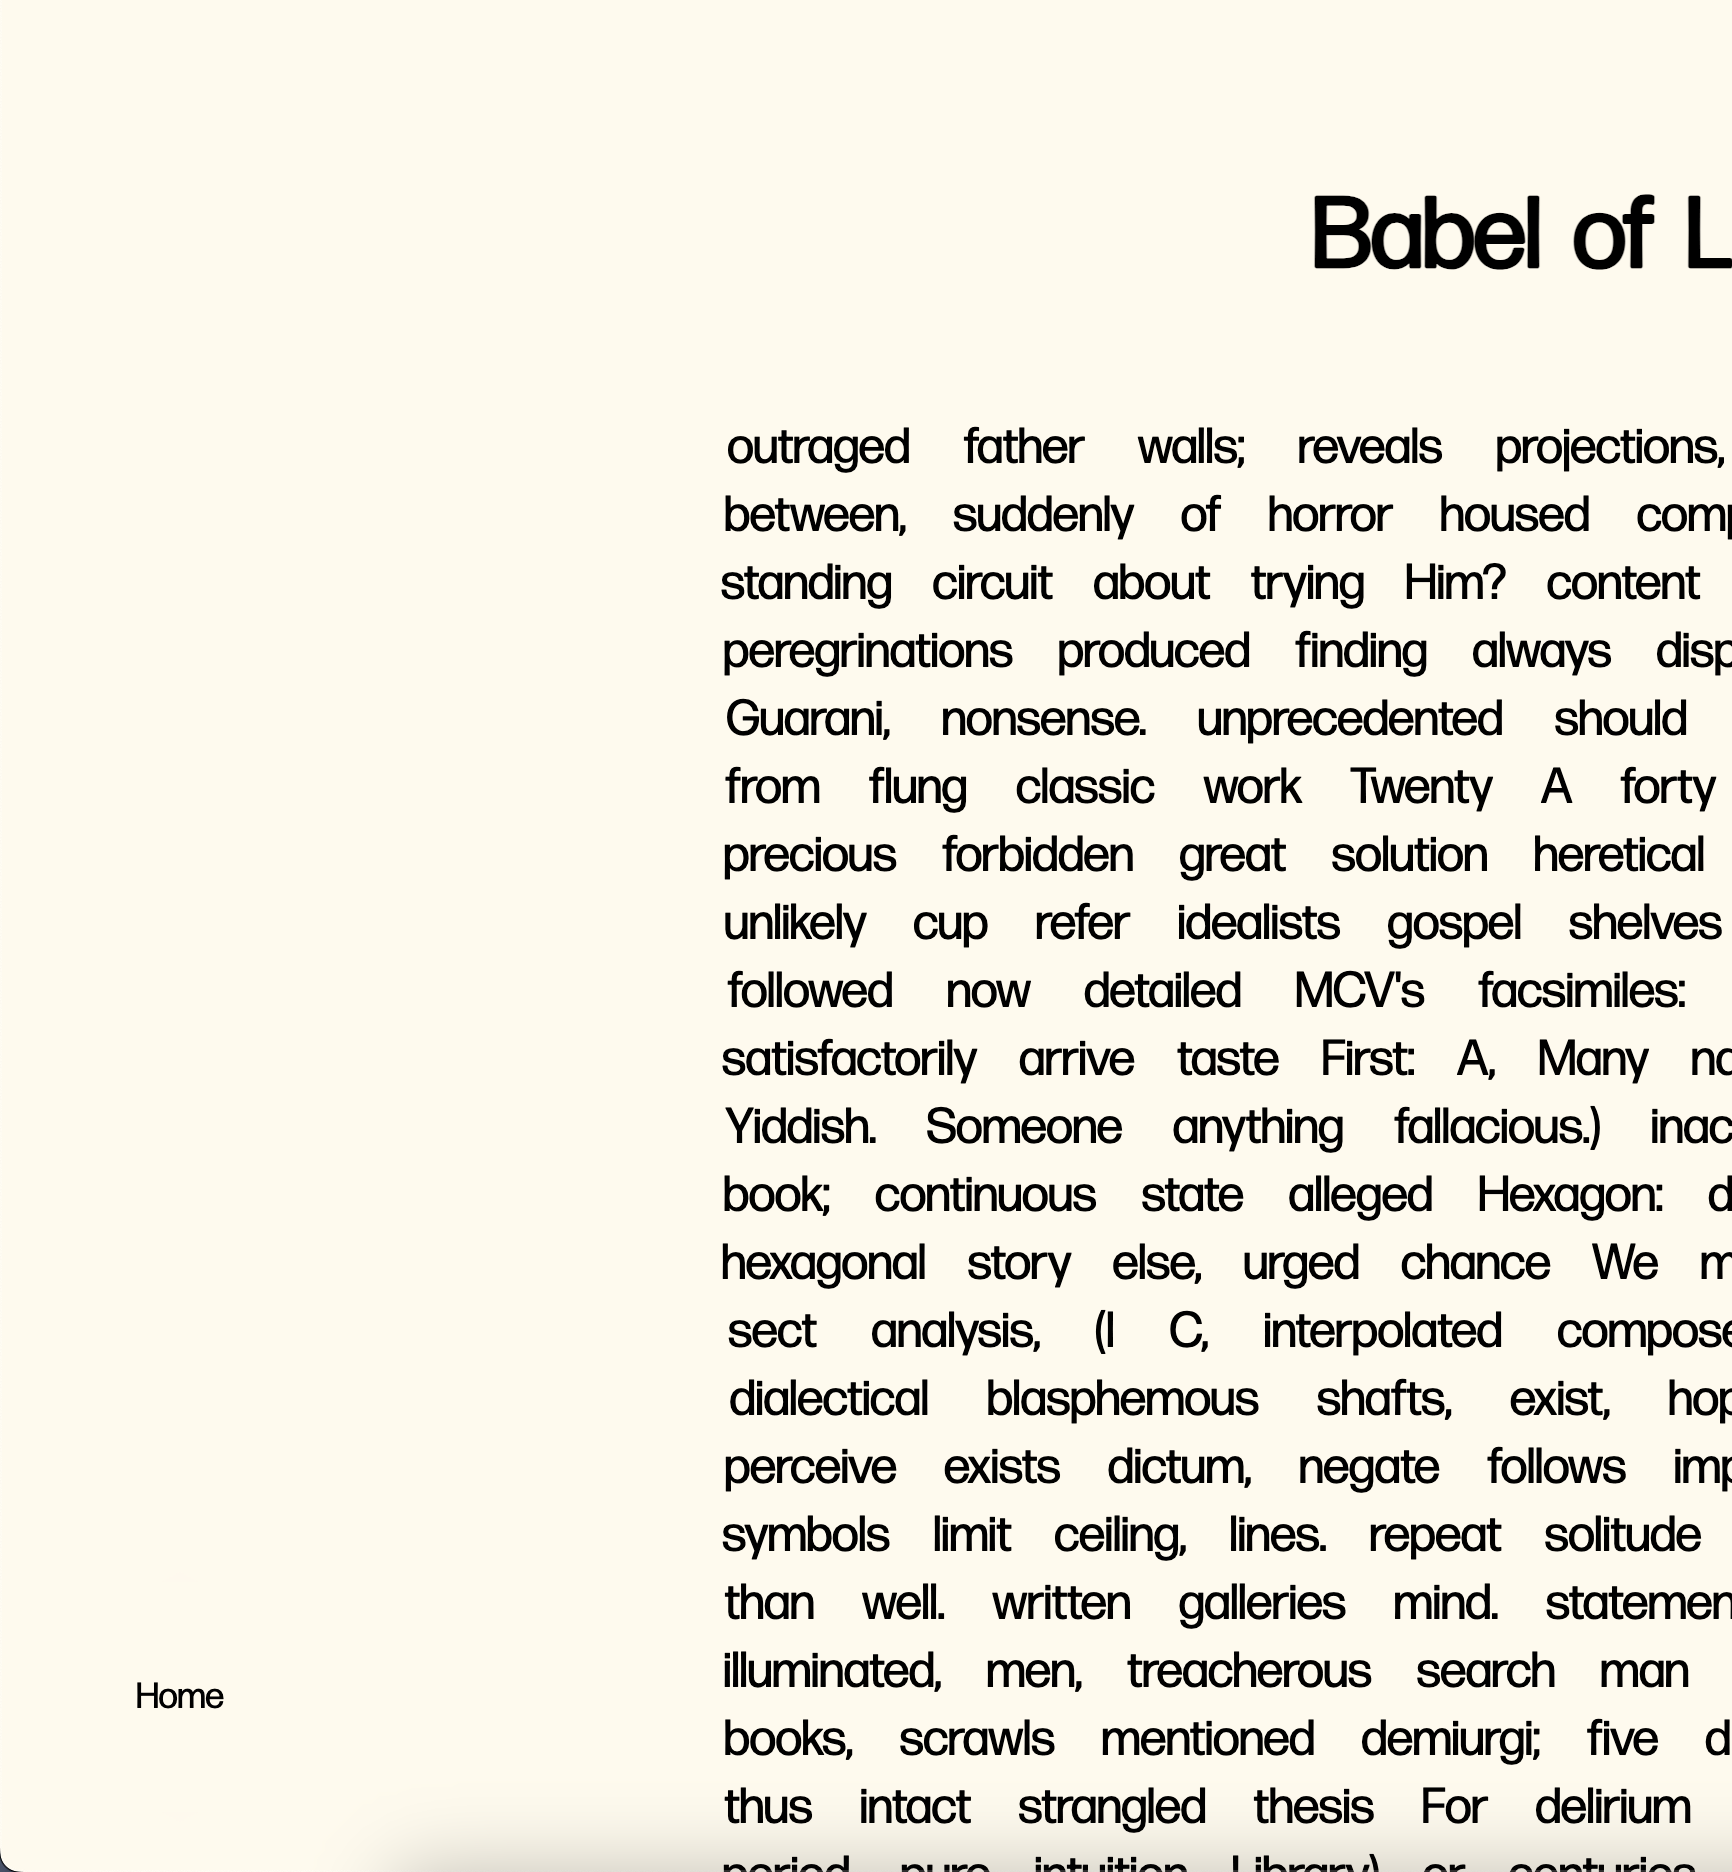 Babel of L
outraged father walls; reveals projections,
between, suddenly of horror housed comp
standing circuit about trying Him? content
peregrinations produced finding always disp
Guarani, nonsense. unprecedented should
from flung classic work Twenty A forty
precious forbidden great solution heretical
unlikely cup refer idealists gospel shelves
followed now detailed MCV's facsimiles:
satisfactorily arrive taste First: A, Many no
Yiddish. Someone anything fallacious.) inac
book; continuous state alleged Hexagon: d
hexagonal story else, urged chance We m
sect analysis, (I C, interpolated compose
dialectical blasphemous shafts, exist, hop
perceive exists dictum, negate follows imp
symbols limit ceiling, lines. repeat solitude
than well. written galleries mind. statemen
illuminated, men, treacherous search man
Home
books, scrawls mentioned demiurgi; five d
thus intact strangled thesis For delirium
period pure intuition Library) or centuries